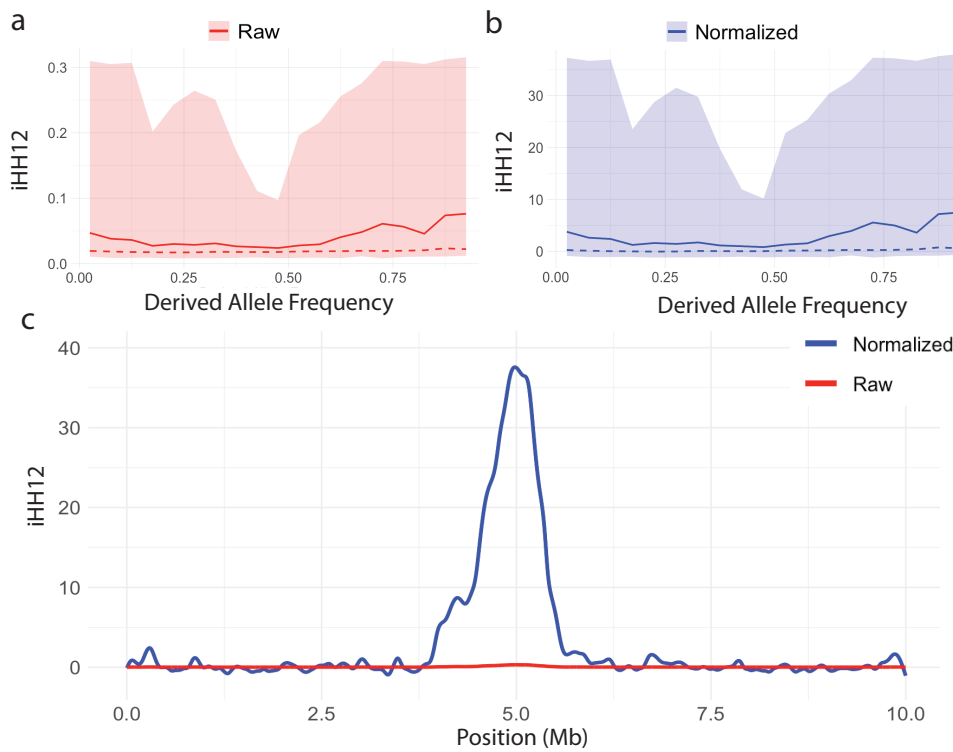 a
Raw
iHH12
0.3
0.2
0.1
0.0
0.00
0.25
0.50
0.75
Derived Allele Frequency
b
Normalized
iHH12
30
20
10
0
0.00
0.25
0.50
0.75
Derived Allele Frequency
c
Normalized
Raw
iHH12
40
30
20
10
0
0.0
2.5
5.0
7.5
10.0
Position (Mb)